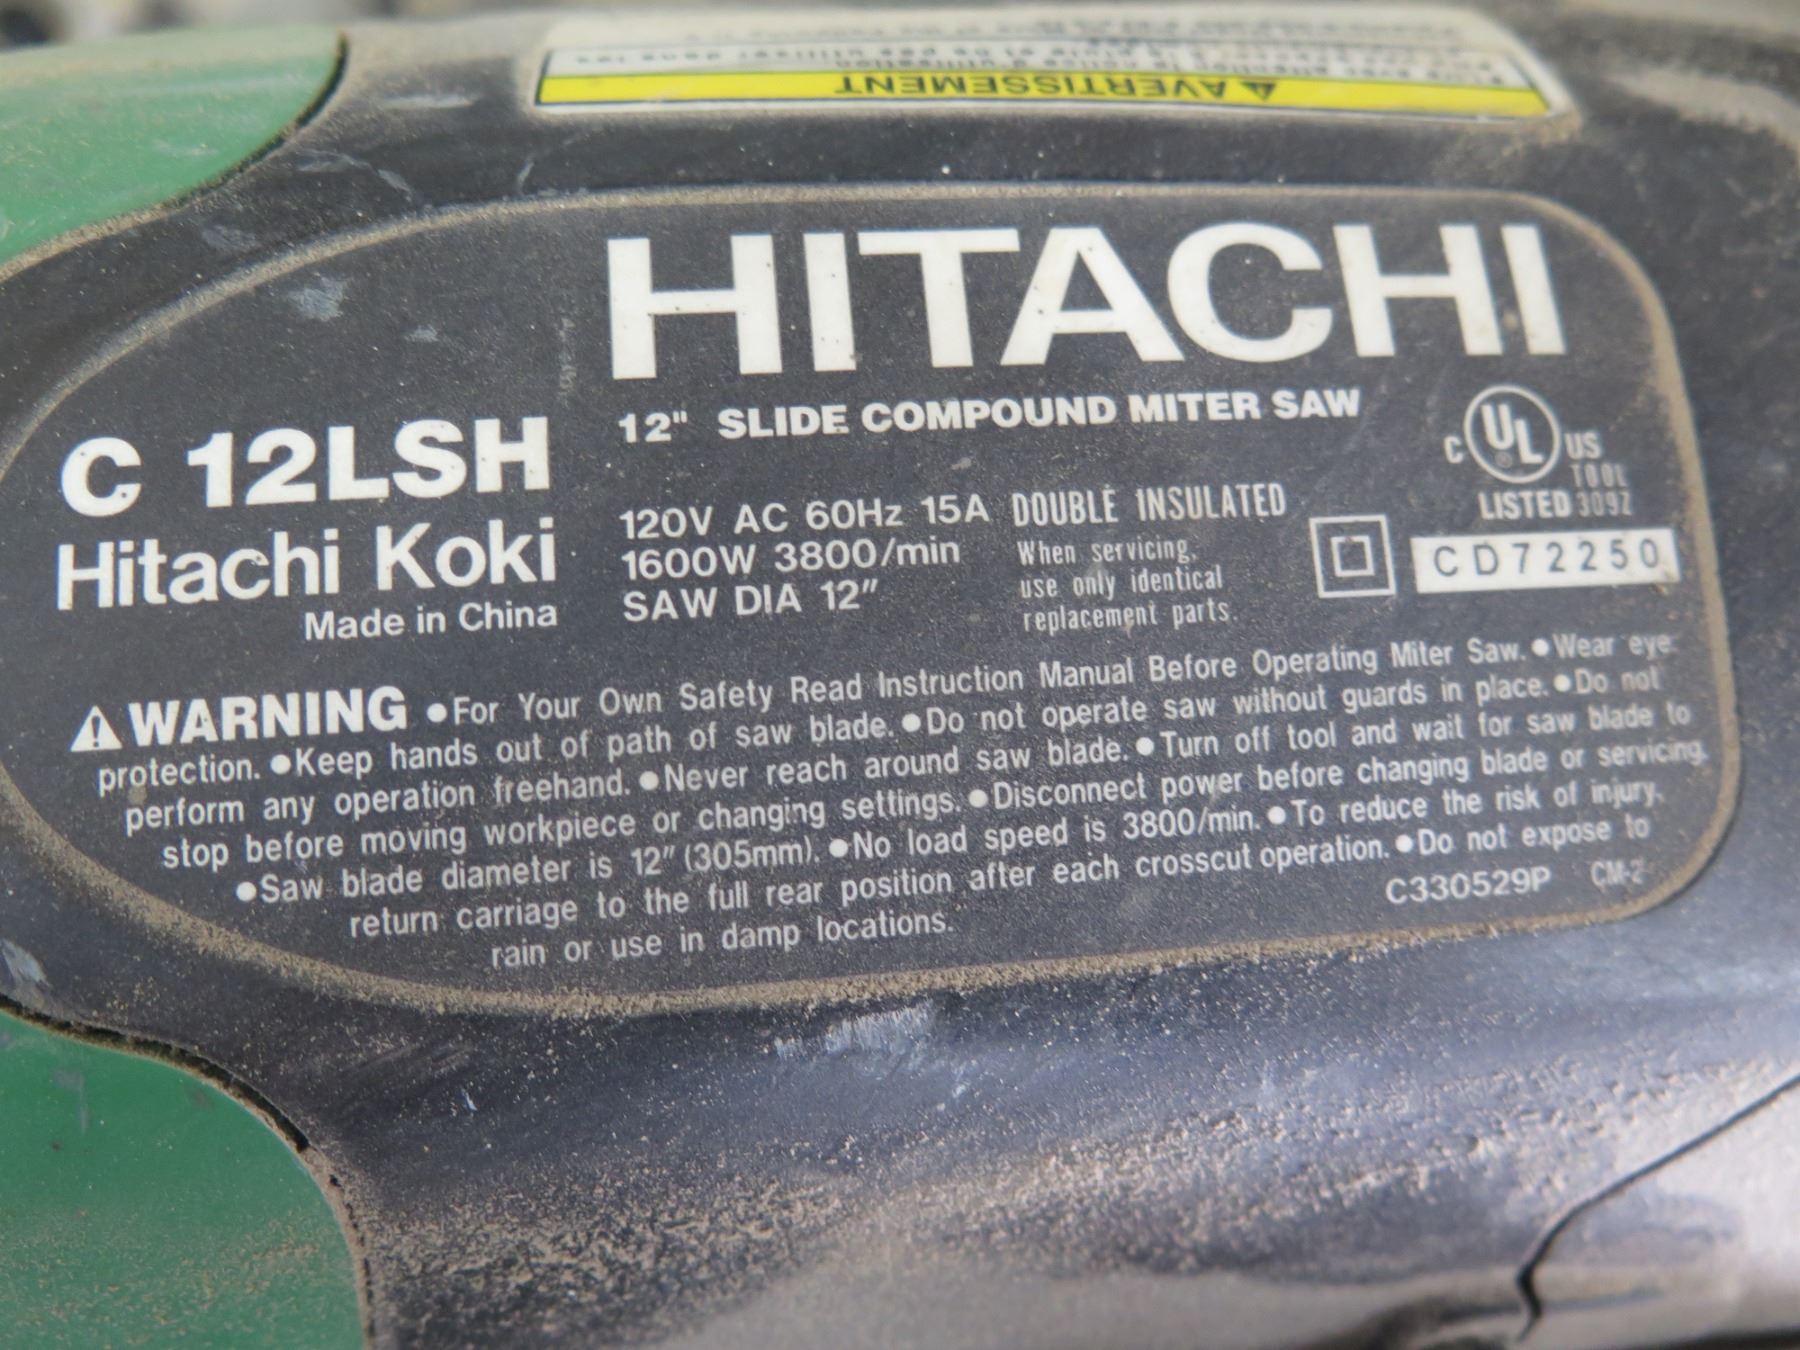 AVERTISSEMENT
HITACHI
12" SLIDE COMPOUND MITER SAW
C 12LSH
Hitachi Koki
Made in China
120V AC 60Hz 15A
1600W 3800/min
SAW DIA 12"
DOUBLE INSULATED
When servicing,
use only identical
replacement parts.
C UL US
TOOL
LISTED 309Z
CD72250
WARNING •For Your Own Safety Read Instruction Manual Before Operating Miter Saw. •Wear eye
protection. •Keep hands out of path of saw blade. •Do not operate saw without guards in place. •Do not
perform any operation freehand. •Never reach around saw blade. •Turn off tool and wait for saw blade to
stop before moving workpiece or changing settings. •Disconnect power before changing blade or servicing.
•Saw blade diameter is 12" (305mm). •No load speed is 3800/min. •To reduce the risk of injury,
return carriage to the full rear position after each crosscut operation. •Do not expose to
rain or use in damp locations.
C330529P CM-2